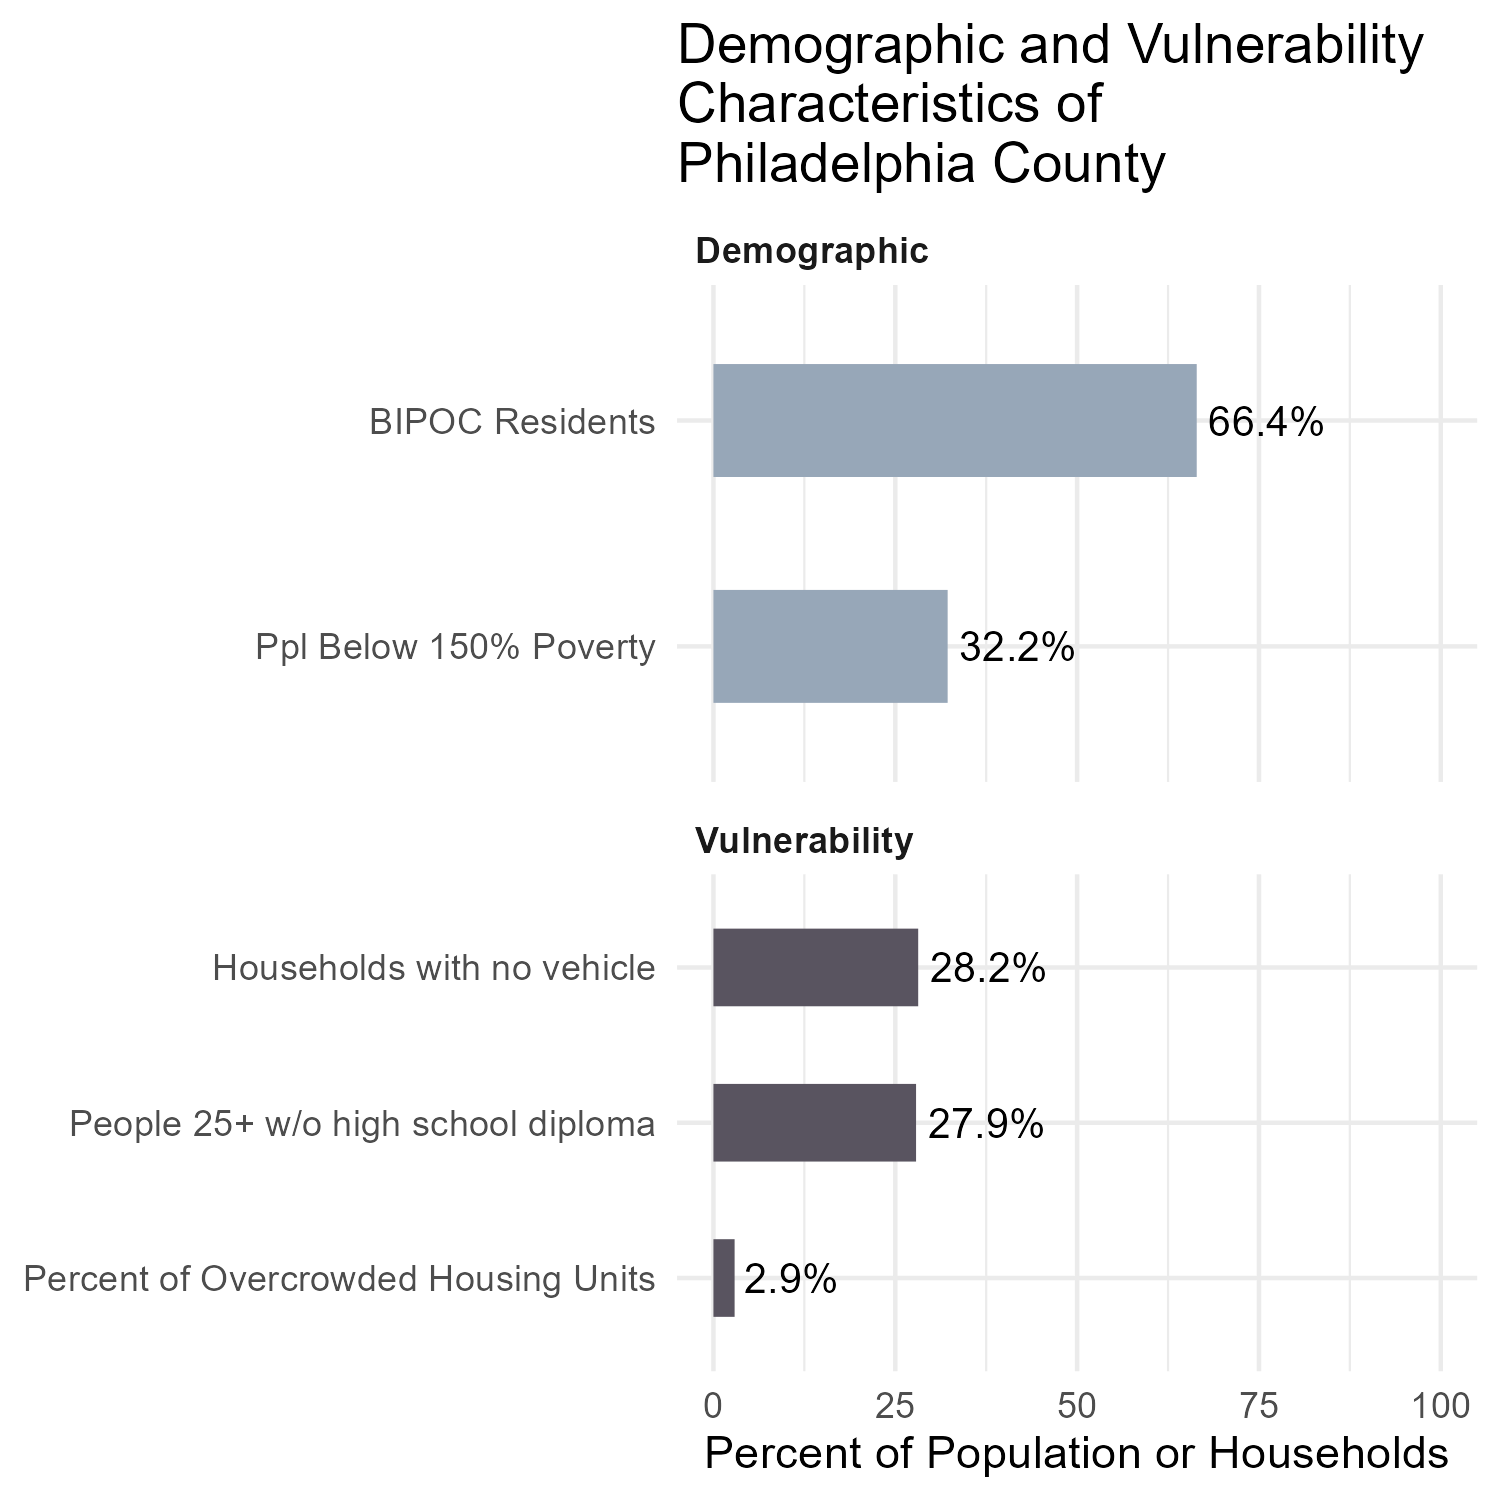 Demographic and Vulnerability
Characteristics of
Philadelphia County
Demographic
BIPOC Residents
66.4%
Ppl Below 150% Poverty
32.2%
Vulnerability
Households with no vehicle
28.2%
People 25+ w/o high school diploma
27.9%
Percent of Overcrowded Housing Units
2.9%
0 25 50 75 100
Percent of Population or Households